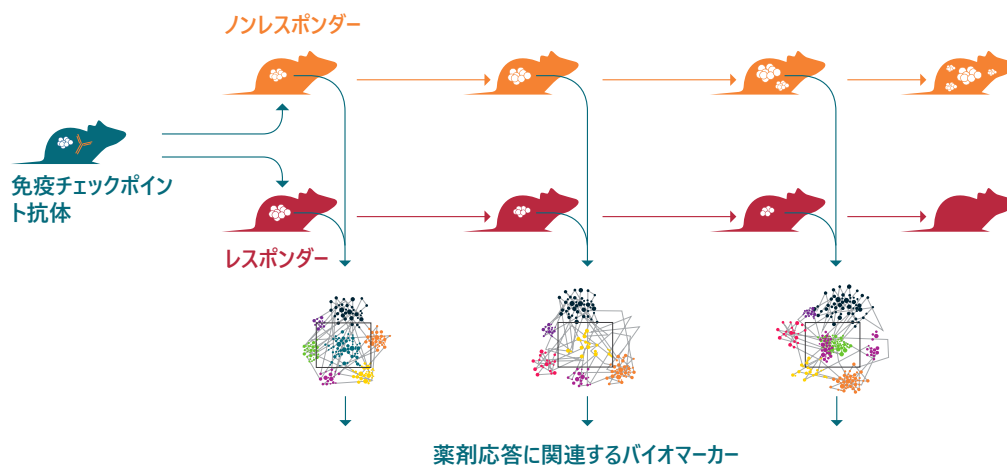 ノンレスポンダー
免疫チェックポイン
ト抗体
レスポンダー
薬剤応答に関連するバイオマーカー